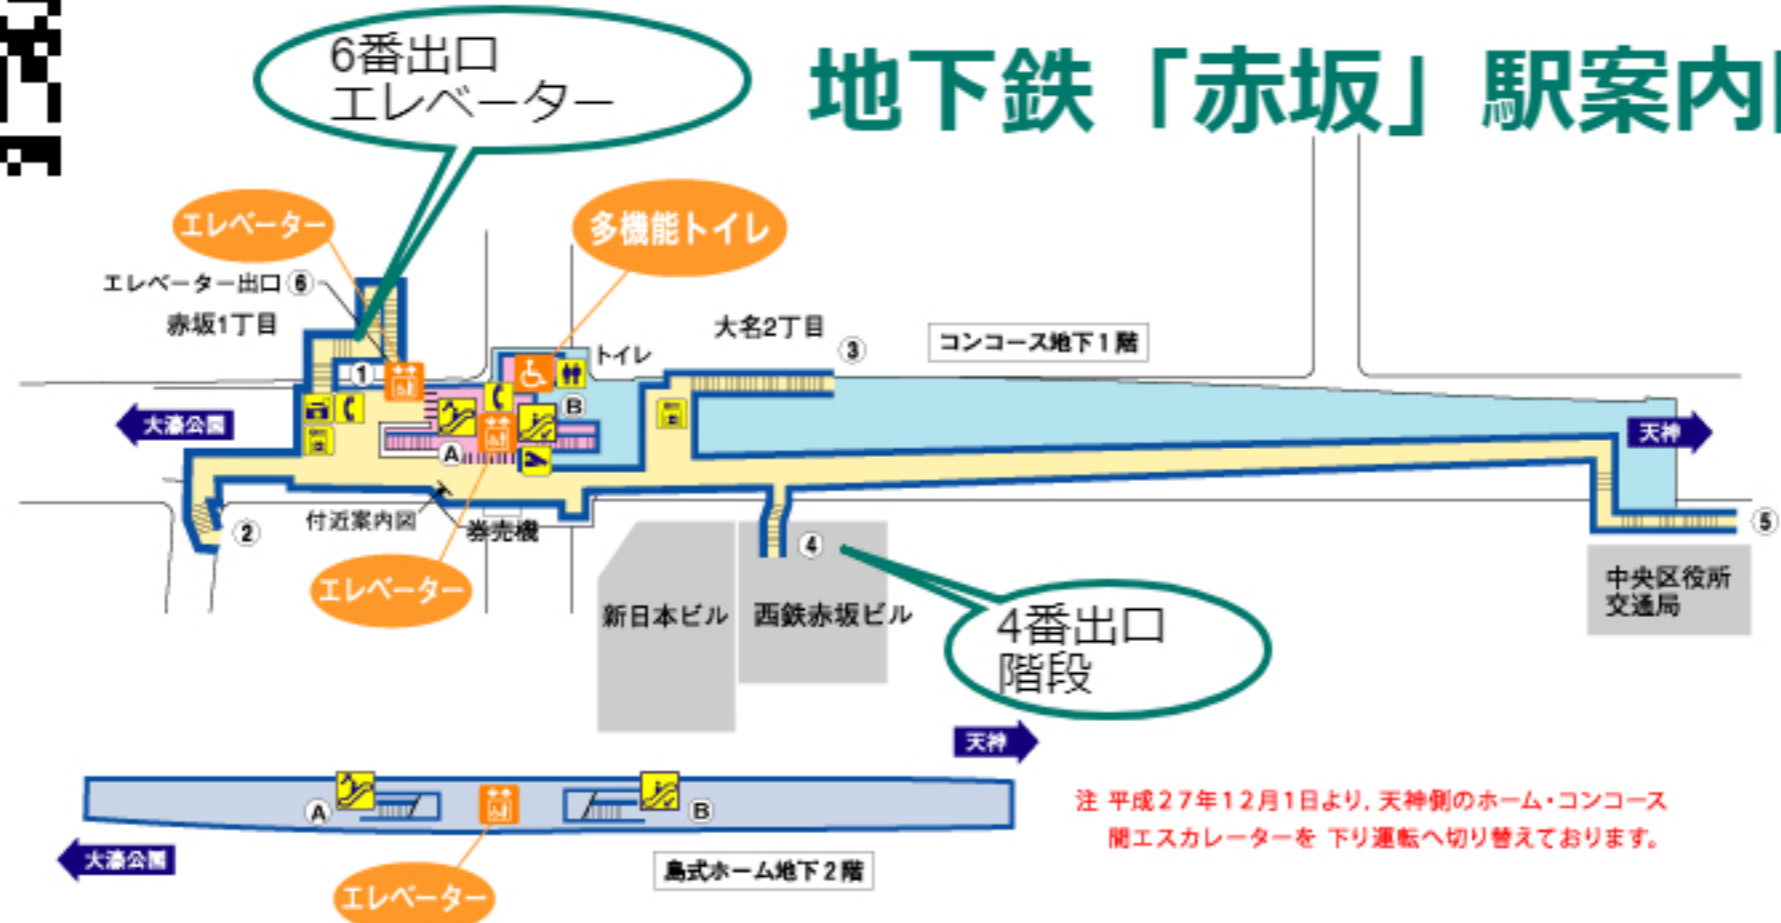 6番出口
エレベーター
地下鉄「赤坂」駅案内
エレベーター
多機能トイレ
エレベーター出口⑥
赤坂1丁目
トイレ
大名2丁目
③
コンコース地下1階
①
大濠公園
B
天神
A
②
付近案内図
券売機
④
⑤
エレベーター
新日本ビル
西鉄赤坂ビル
4番出口
階段
中央区役所
交通局
天神
A
B
注 平成27年12月1日より,天神側のホーム・コンコース
間エスカレーターを 下り運転へ切り替えております。
大濠公園
島式ホーム地下2階
エレベーター